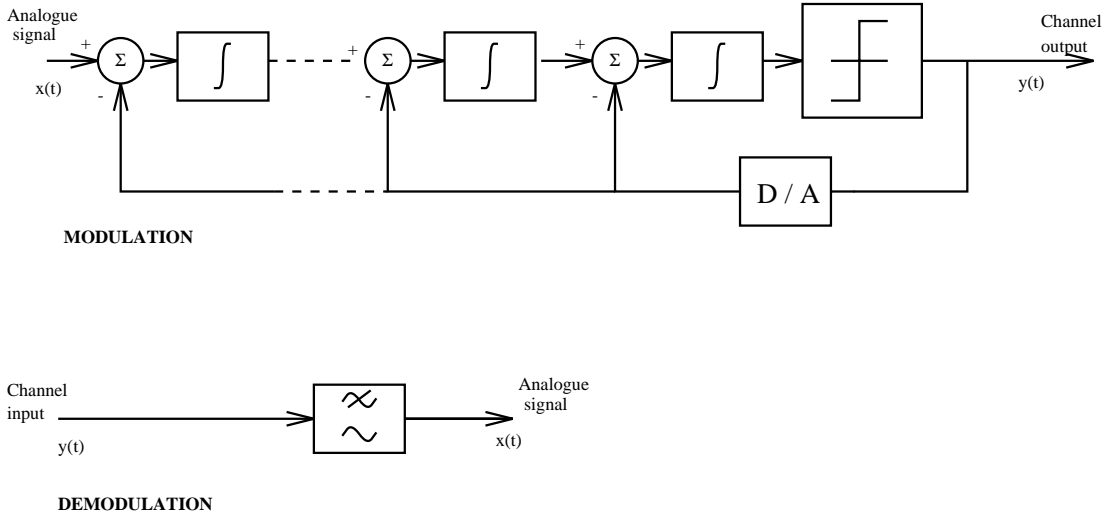 Analogue
signal
x(t)
+
-
Σ
∫
+
-
Σ
∫
+
-
Σ
∫
D / A
Channel
output
y(t)
MODULATION
Channel
input
y(t)
Analogue
signal
x(t)
DEMODULATION